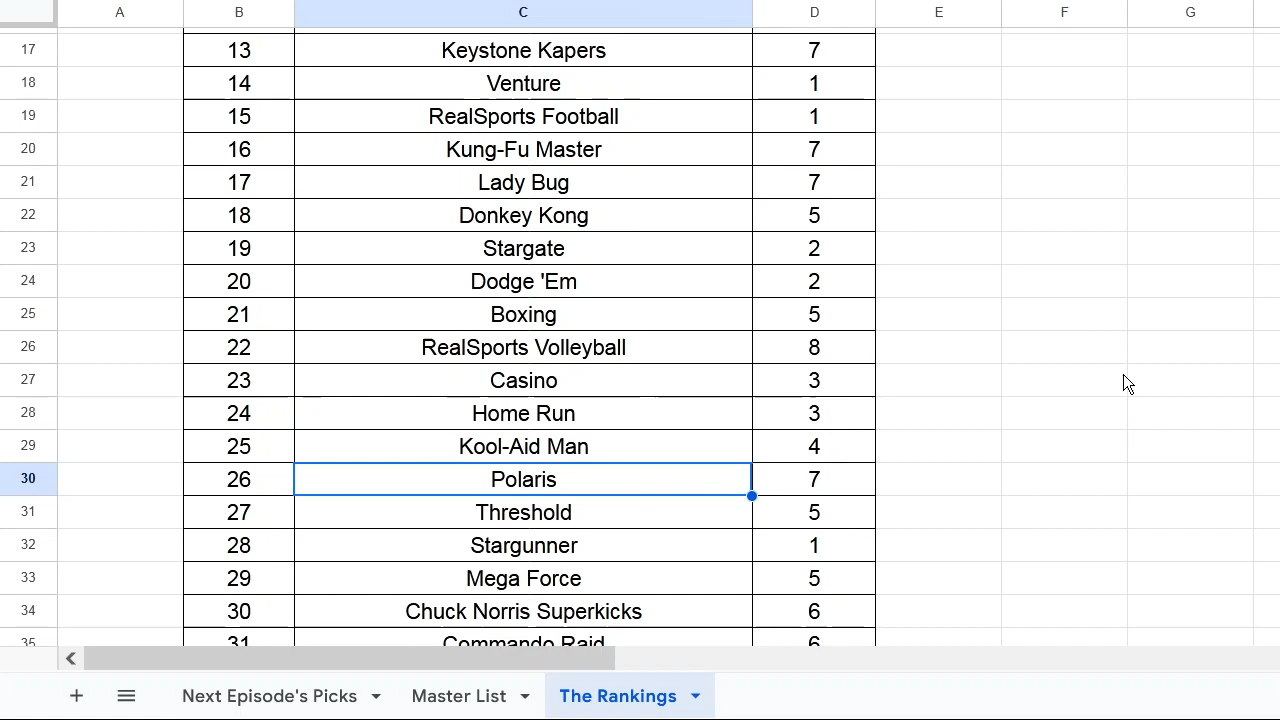 A B C D E F G
17 13 Keystone Kapers 7
18 14 Venture 1
19 15 RealSports Football 1
20 16 Kung-Fu Master 7
21 17 Lady Bug 7
22 18 Donkey Kong 5
23 19 Stargate 2
24 20 Dodge 'Em 2
25 21 Boxing 5
26 22 RealSports Volleyball 8
27 23 Casino 3
28 24 Home Run 3
29 25 Kool-Aid Man 4
30 26 Polaris 7
31 27 Threshold 5
32 28 Stargunner 1
33 29 Mega Force 5
34 30 Chuck Norris Superkicks 6
35 31 Commando Raid 6
Next Episode's Picks Master List The Rankings